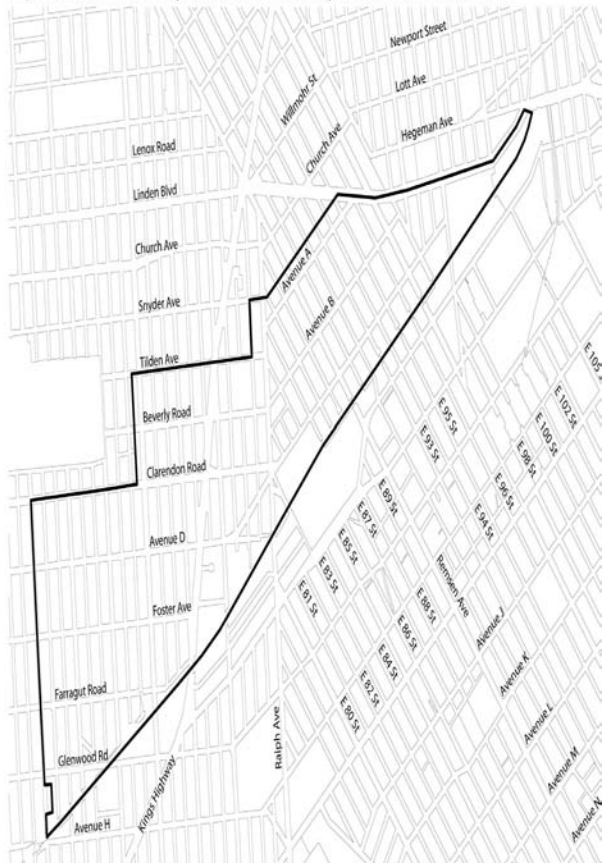 Newport Street
Willmohr St.
Lott Ave
Church Ave
Hegeman Ave
Lenox Road
Linden Blvd
Church Ave
Avenue A
Snyder Ave
Avenue B
Tilden Ave
E 105
Beverly Road
E 102 St
E 95 St
E 100 St
E 93 St
E 98 St
Clarendon Road
E 96 St
E 89 St
E 94 St
E 87 St
Avenue D
E 85 St
E 83 St
Remsen Ave
E 81 St
E 88 St
Foster Ave
E 86 St
Avenue J
E 84 St
E 82 St
Avenue K
E 80 St
Farragut Road
Avenue L
Ralph Ave
Glenwood Rd
Avenue M
Kings Highway
Avenue H
Avenue N